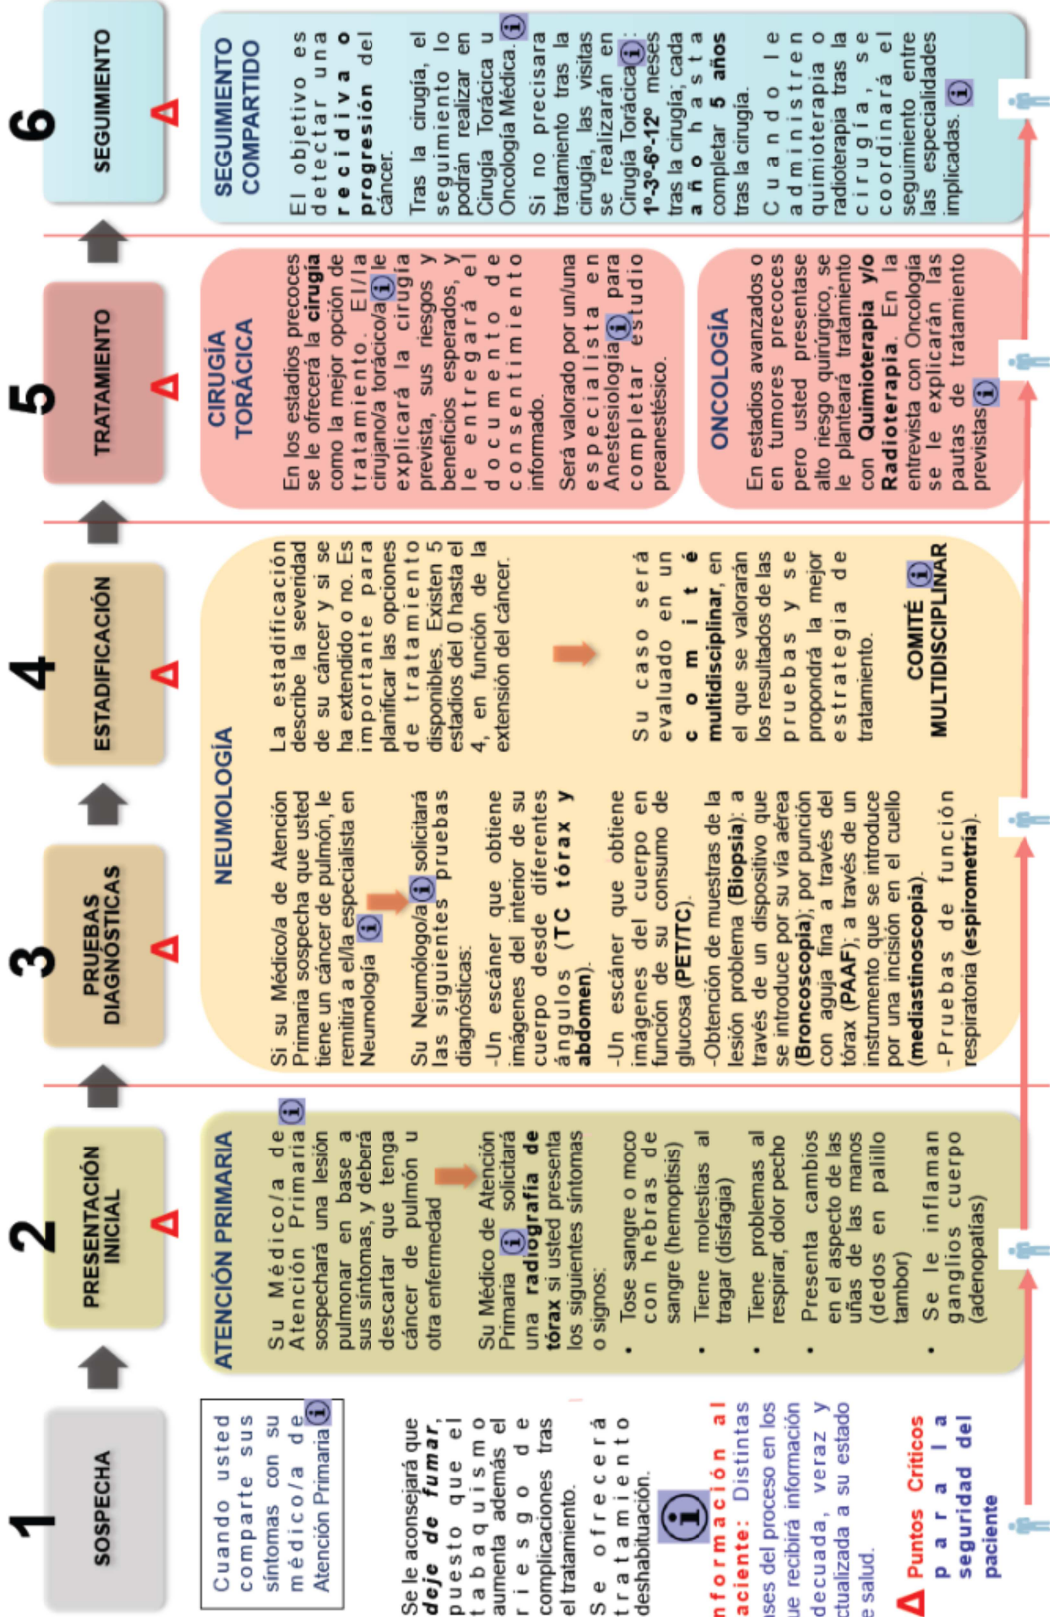 1
SOSPECHA
Cuando usted
comparte sus
síntomas con su
médico/a de
Atención Primaria
Se le aconsejará que
deje de fumar,
puesto que el
tabaquismo
aumenta además el
riesgo de
complicaciones tras
el tratamiento.
Se ofrecerá
tratamiento
deshabituación.
nformación al
aciente: Distintas
ases del proceso en los
ue recibirá información
decuada, veraz y
ctualizada a su estado
e salud.
Puntos Críticos
para la
seguridad del
paciente
2
PRESENTACIÓN
INICIAL
ATENCIÓN PRIMARIA
Su Médico/a de
Atención Primaria
sospechará una lesión
pulmonar en base a
sus síntomas, y deberá
descartar que tenga
cáncer de pulmón u
otra enfermedad
Su Médico de Atención
Primaria solicitará
una radiografía de
tórax si usted presenta
los siguientes síntomas
o signos:
• Tose sangre o moco
con hebras de
sangre (hemoptisis)
• Tiene molestias al
tragar (disfagia)
• Tiene problemas al
respirar, dolor pecho
• Presenta cambios
en el aspecto de las
uñas de las manos
(dedos en palillo
tambor)
• Se le inflaman
ganglios cuerpo
(adenopatías)
3
PRUEBAS
DIAGNÓSTICAS
4
ESTADIFICACIÓN
NEUMOLOGÍA
Si su Médico/a de Atención
Primaria sospecha que usted
tiene un cáncer de pulmón, le
remitirá a el/la especialista en
Neumología
Su Neumólogo/a solicitará
las siguientes pruebas
diagnósticas:
-Un escáner que obtiene
imágenes del interior de su
cuerpo desde diferentes
ángulos (TC tórax y
abdomen).
-Un escáner que obtiene
imágenes del cuerpo en
función de su consumo de
glucosa (PET/TC).
-Obtención de muestras de la
lesión problema (Biopsia): a
través de un dispositivo que
se introduce por su vía aérea
(Broncoscopia); por punción
con aguja fina a través del
tórax (PAAF); a través de un
instrumento que se introduce
por una incisión en el cuello
(mediastinoscopia).
-Pruebas de función
respiratoria (espirometría).
La estadificación
describe la severidad
de su cáncer y si se
ha extendido o no. Es
importante para
planificar las opciones
de tratamiento
disponibles. Existen 5
estadios del 0 hasta el
4, en función de la
extensión del cáncer.
Su caso será
evaluado en un
comité
multidisciplinar, en
el que se valorarán
los resultados de las
pruebas y se
propondrá la mejor
estrategia de
tratamiento.
COMITÉ
MULTIDISCIPLINAR
5
TRATAMIENTO
CIRUGÍA
TORÁCICA
En los estadios precoces
se le ofrecerá la cirugía
como la mejor opción de
tratamiento. El/la
cirujano/a torácico/a le
explicará la cirugía
prevista, sus riesgos y
beneficios esperados, y
le entregará el
documento de
consentimiento
informado.
Será valorado por un/una
especialista en
Anestesiología para
completar estudio
preanestésico.
ONCOLOGÍA
En estadios avanzados o
en tumores precoces
pero usted presentase
alto riesgo quirúrgico, se
le planteará tratamiento
con Quimioterapia y/o
Radioterapia. En la
entrevista con Oncología
se le explicarán las
pautas de tratamiento
previstas
6
SEGUIMIENTO
SEGUIMIENTO
COMPARTIDO
El objetivo es
detectar una
recidiva o
progresión del
cáncer.
Tras la cirugía, el
seguimiento lo
podrán realizar en
Cirugía Torácica u
Oncología Médica.
Si no precisara
tratamiento tras la
cirugía, las visitas
se realizarán en
Cirugía Torácica:
1º-3º-6º-12º meses
tras la cirugía; cada
año hasta
completar 5 años
tras la cirugía.
Cuando le
administren
quimioterapia o
radioterapia tras la
cirugía, se
coordinará el
seguimiento entre
las especialidades
implicadas.